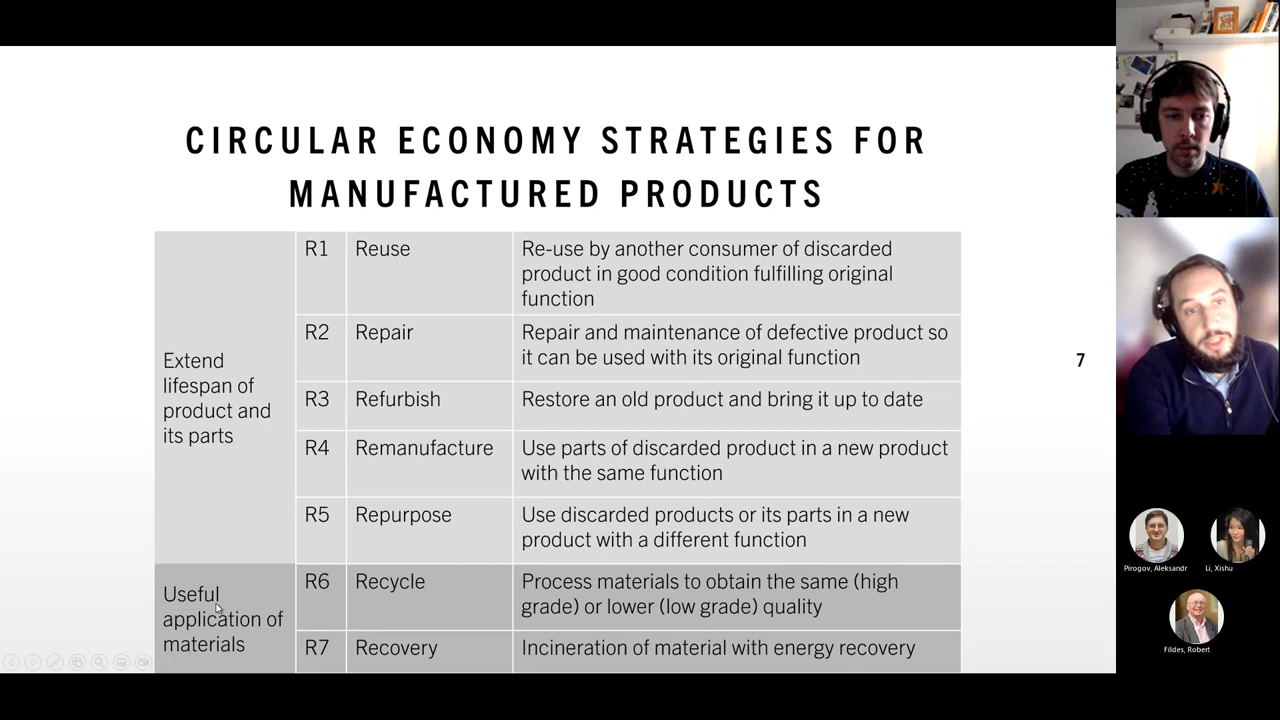 CIRCULAR ECONOMY STRATEGIES FOR
MANUFACTURED PRODUCTS
Extend
lifespan of
product and
its parts
R1
Reuse
Re-use by another consumer of discarded
product in good condition fulfilling original
function
R2
Repair
Repair and maintenance of defective product so
it can be used with its original function
R3
Refurbish
Restore an old product and bring it up to date
R4
Remanufacture
Use parts of discarded product in a new product
with the same function
R5
Repurpose
Use discarded products or its parts in a new
product with a different function
Useful
application of
materials
R6
Recycle
Process materials to obtain the same (high
grade) or lower (low grade) quality
R7
Recovery
Incineration of material with energy recovery
7
Pirogov, Aleksandr
Li, Xishu
Fildes, Robert